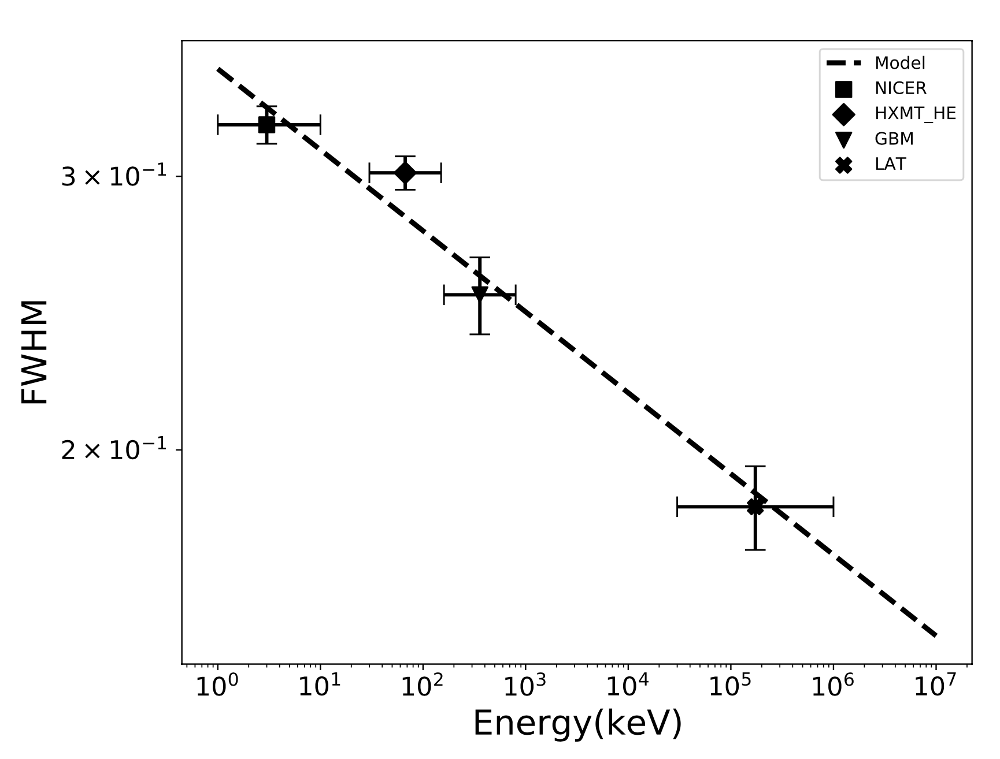 Model
NICER
HXMT_HE
GBM
LAT
3 × 10⁻¹
2 × 10⁻¹
FWHM
10⁰ 10¹ 10² 10³ 10⁴ 10⁵ 10⁶ 10⁷
Energy(keV)